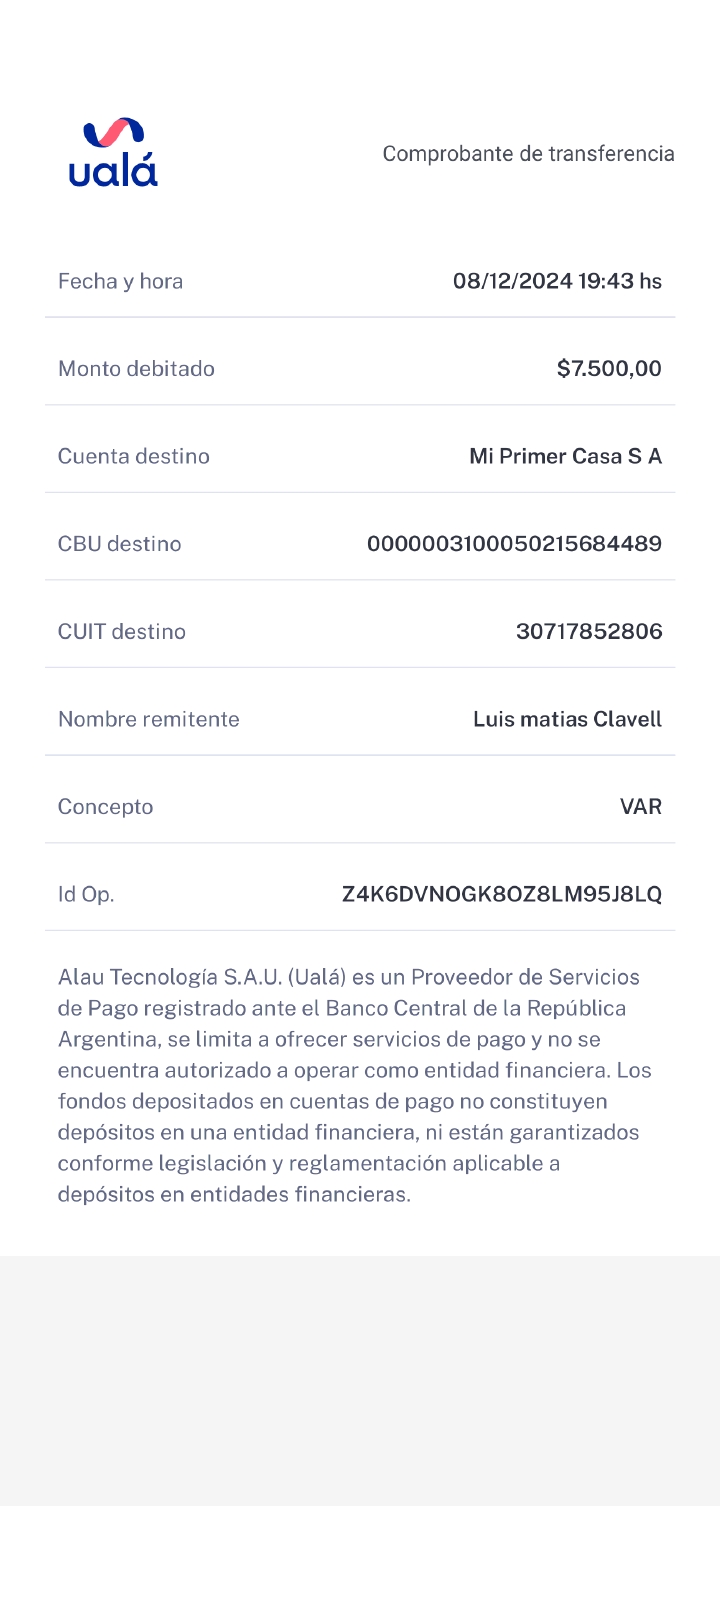 ualá
Comprobante de transferencia
Fecha y hora 08/12/2024 19:43 hs
Monto debitado $7.500,00
Cuenta destino Mi Primer Casa S A
CBU destino 0000003100050215684489
CUIT destino 30717852806
Nombre remitente Luis matias Clavell
Concepto VAR
Id Op. Z4K6DVNOGK8OZ8LM95J8LQ
Alau Tecnología S.A.U. (Ualá) es un Proveedor de Servicios
de Pago registrado ante el Banco Central de la República
Argentina, se limita a ofrecer servicios de pago y no se
encuentra autorizado a operar como entidad financiera. Los
fondos depositados en cuentas de pago no constituyen
depósitos en una entidad financiera, ni están garantizados
conforme legislación y reglamentación aplicable a
depósitos en entidades financieras.